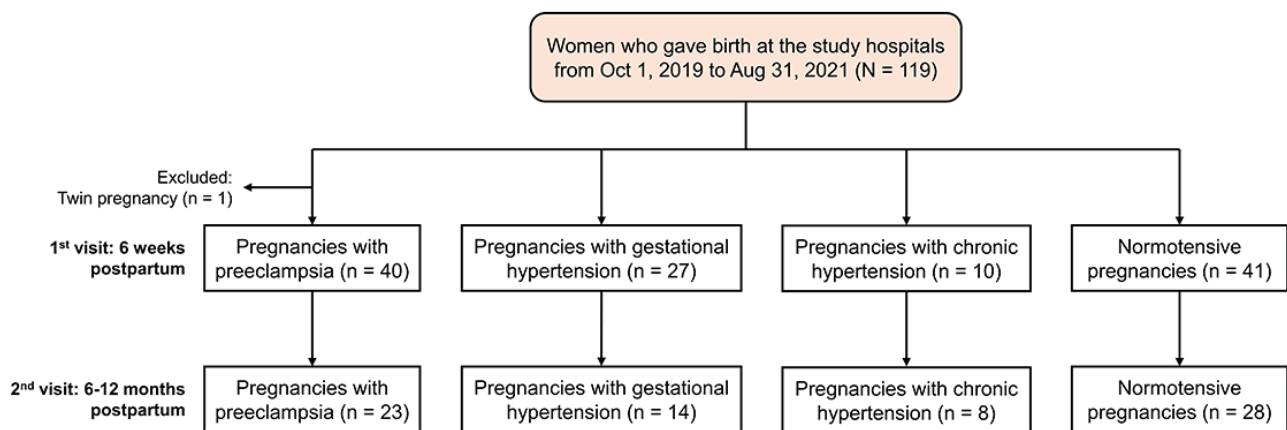 Women who gave birth at the study hospitals
from Oct 1, 2019 to Aug 31, 2021 (N = 119)
Excluded:
Twin pregnancy (n = 1)
1st visit: 6 weeks
postpartum
Pregnancies with
preeclampsia (n = 40)
Pregnancies with gestational
hypertension (n = 27)
Pregnancies with chronic
hypertension (n = 10)
Normotensive
pregnancies (n = 41)
2nd visit: 6-12 months
postpartum
Pregnancies with
preeclampsia (n = 23)
Pregnancies with gestational
hypertension (n = 14)
Pregnancies with chronic
hypertension (n = 8)
Normotensive
pregnancies (n = 28)